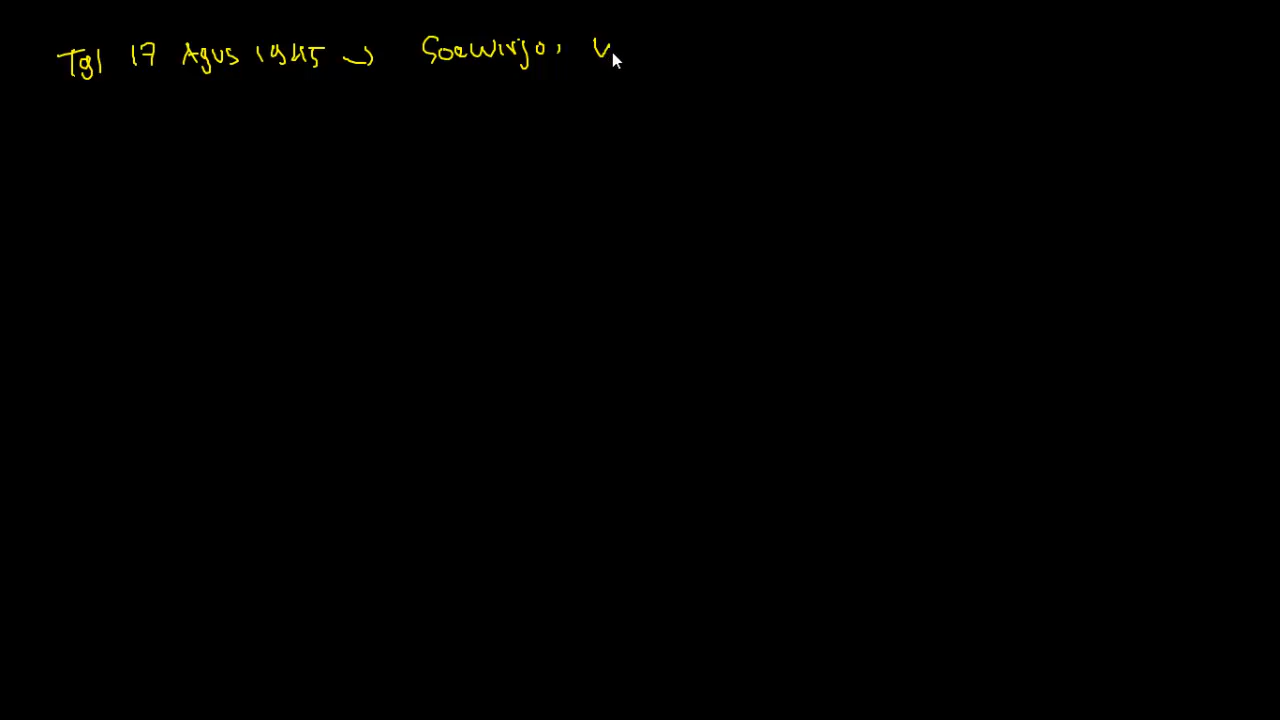 Tgl 17 Agus 1945 → Soewirjo,